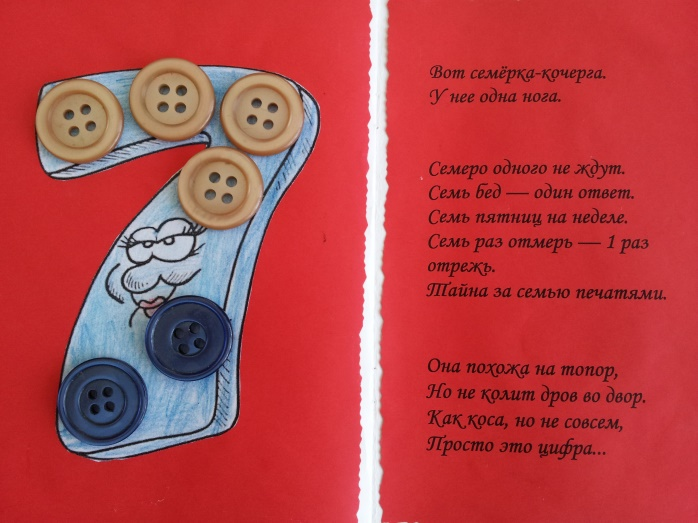 7
Вот семёрка-кочерга.
У нее одна нога.
Семеро одного не ждут.
Семь бед — один ответ.
Семь пятниц на неделе.
Семь раз отмерь — 1 раз
отрежь.
Тайна за семью печатями.
Она похожа на топор,
Но не колит дров во двор.
Как коса, но не совсем,
Просто это цифра...